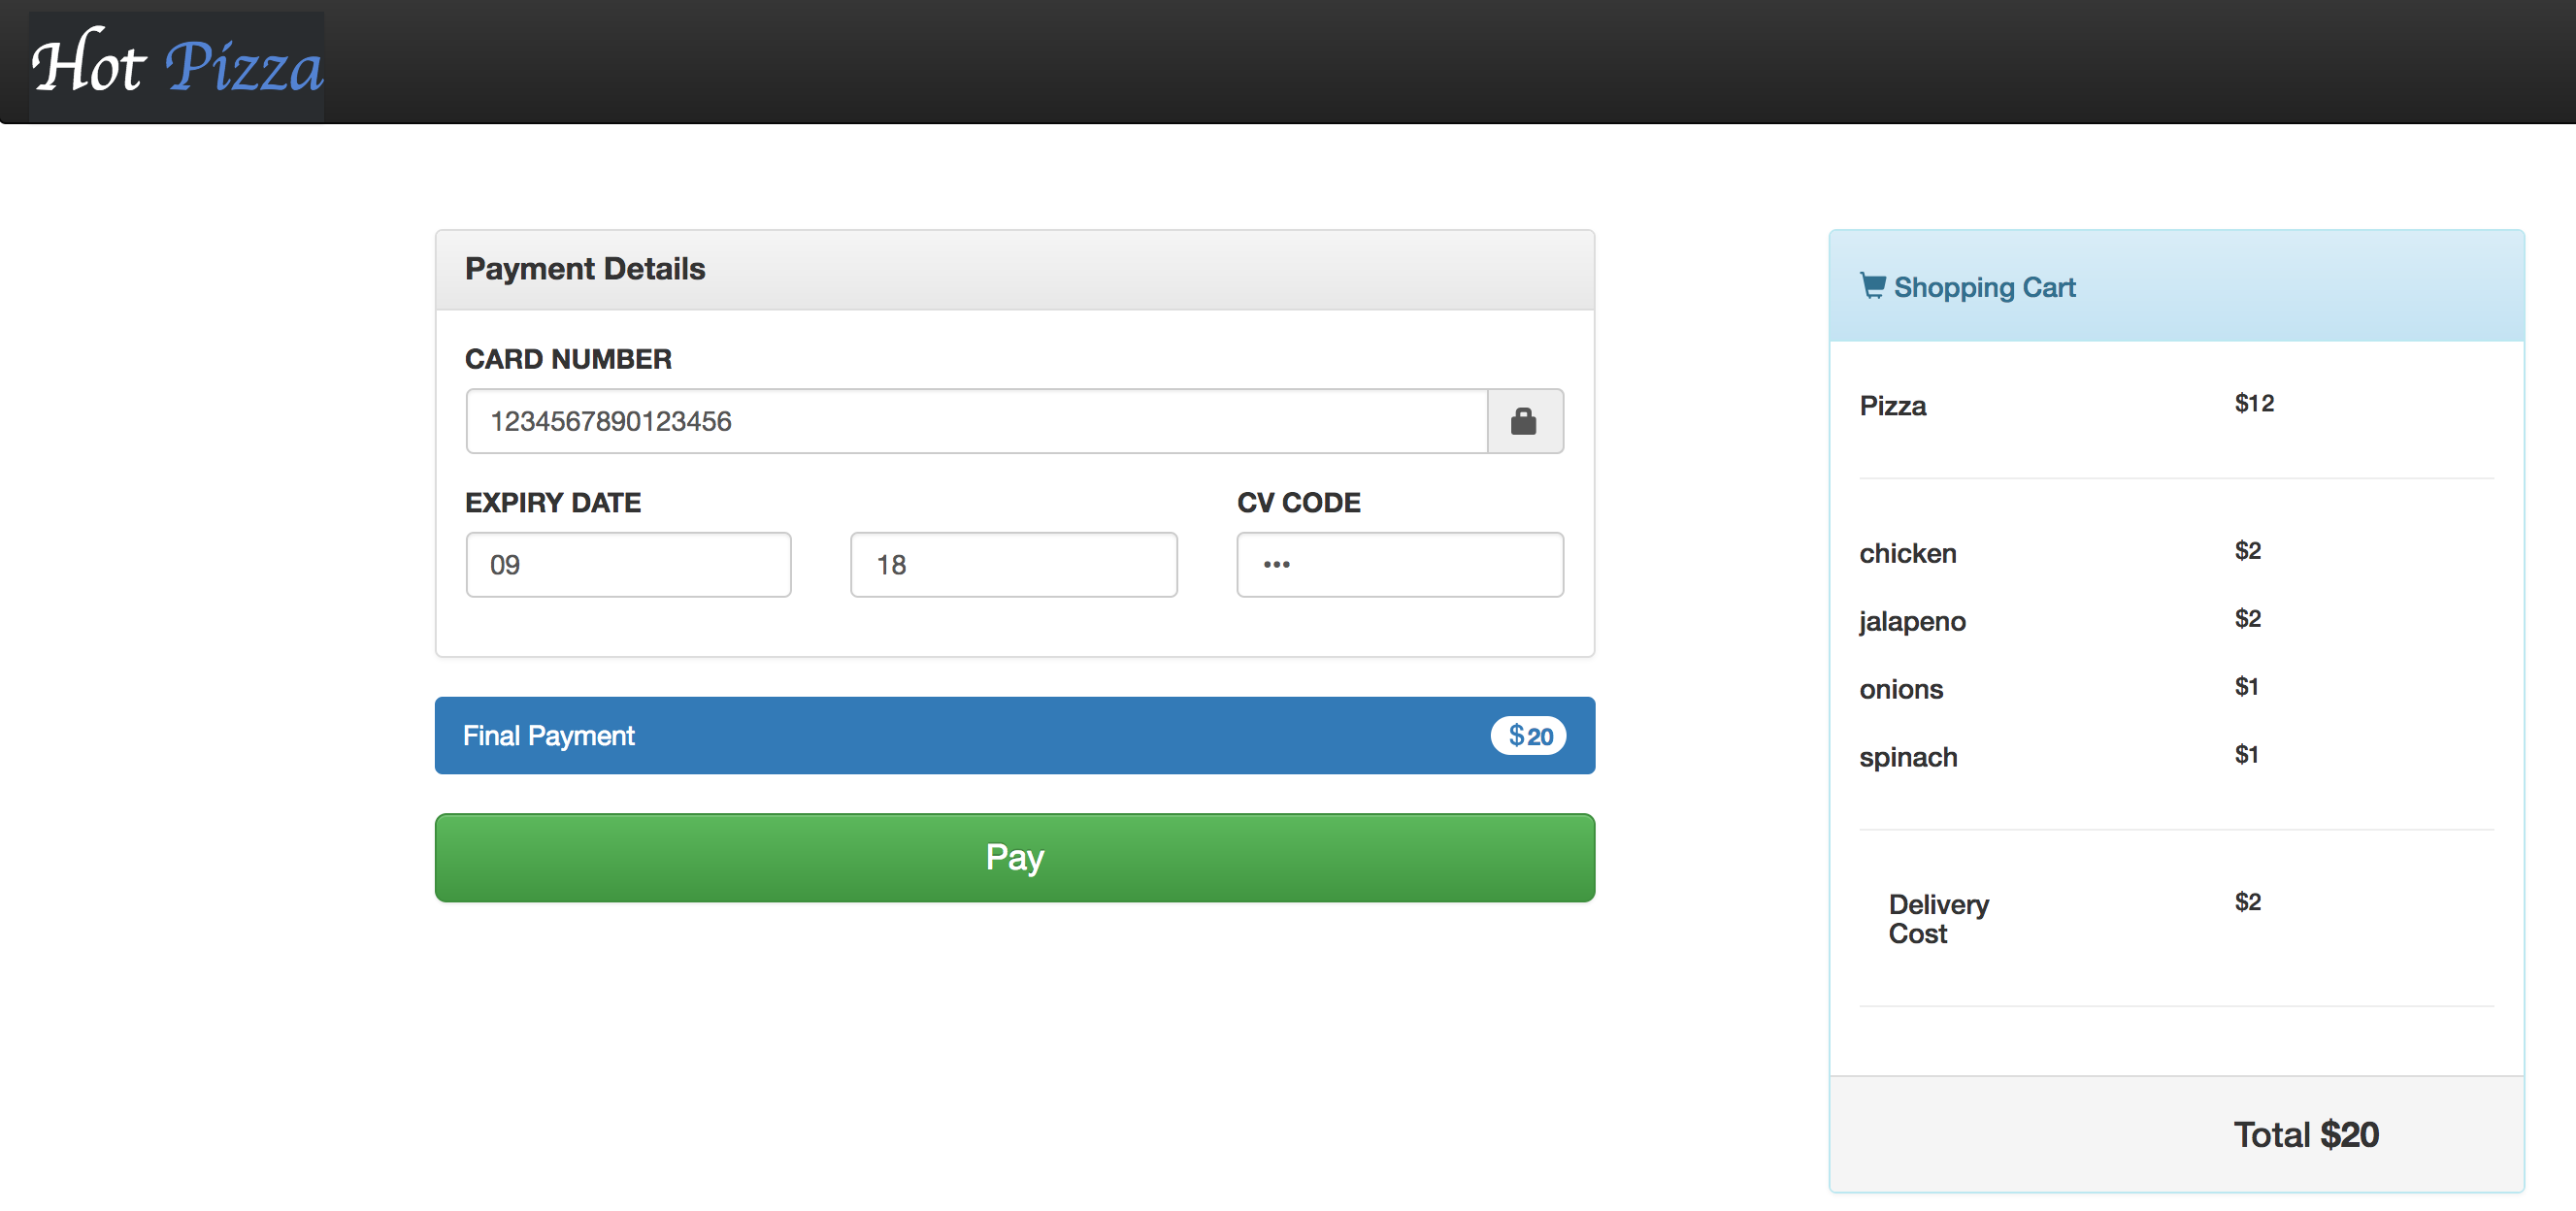 Hot Pizza
Payment Details
CARD NUMBER
1234567890123456
EXPIRY DATE
CV CODE
09
18
•••
Final Payment
$20
Pay
Shopping Cart
Pizza $12
chicken $2
jalapeno $2
onions $1
spinach $1
Delivery $2
Cost
Total $20